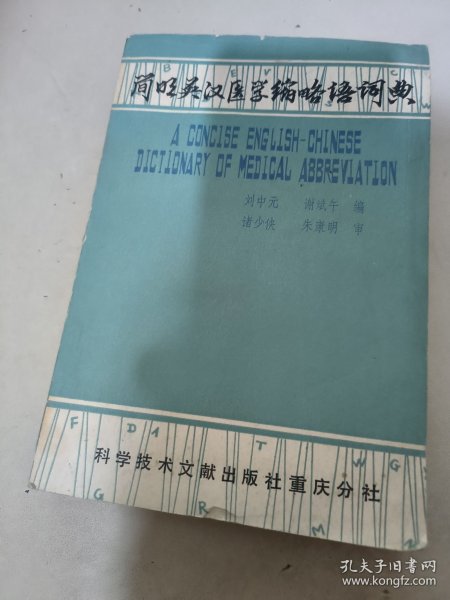 简明英汉医学缩略语词典
A CONCISE ENGLISH-CHINESE
DICTIONARY OF MEDICAL ABBREVIATION
刘中元 谢斌午 编
诸少侠 朱康明 审
F D 1 R T W G
科学技术文献出版社重庆分社
G R M Z
孔夫子旧书网
www.kongfz.com